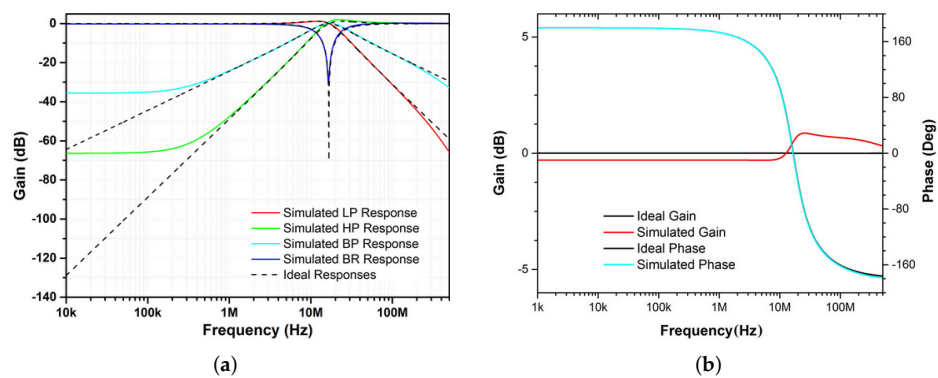 0
-20
-40
-60
-80
-100
-120
-140
Gain (dB)
Simulated LP Response
Simulated HP Response
Simulated BP Response
Simulated BR Response
Ideal Responses
10k
100k
1M
10M
100M
Frequency (Hz)
(a)
5
0
-5
Gain (dB)
160
80
0
-80
-160
Phase (Deg)
Ideal Gain
Simulated Gain
Ideal Phase
Simulated Phase
1k
10k
100k
1M
10M
100M
Frequency(Hz)
(b)